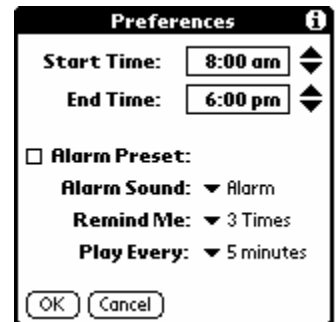 Preferences i
Start Time: 8:00 am
End Time: 6:00 pm
Alarm Preset:
Alarm Sound: Alarm
Remind Me: 3 Times
Play Every: 5 minutes
OK Cancel